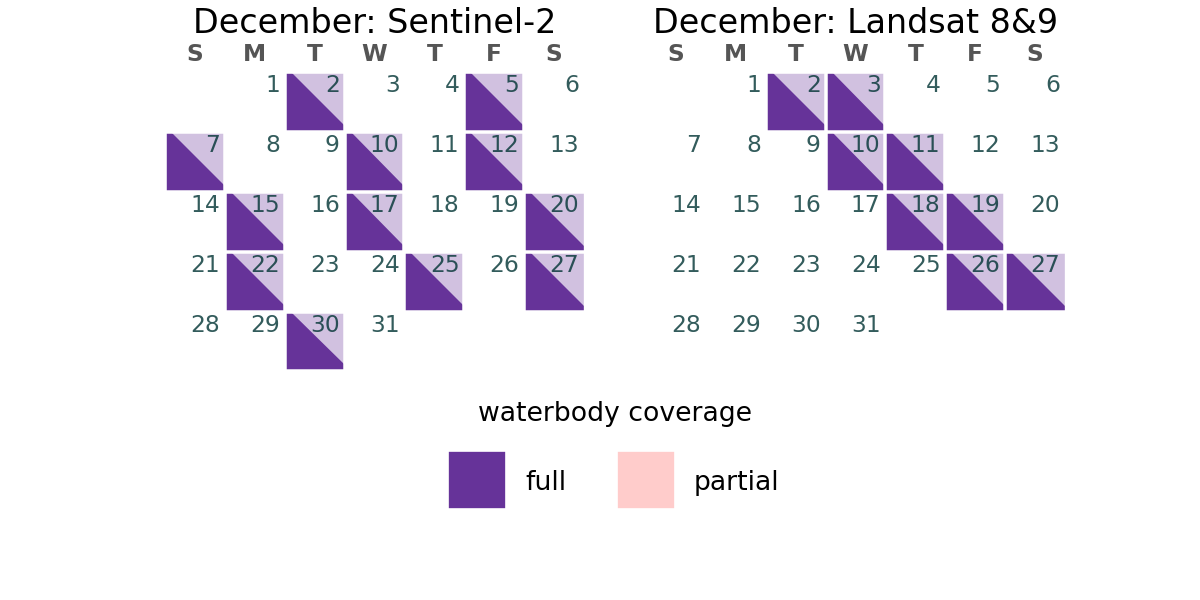 December: Sentinel-2
S M T W T F S
1 2 3 4 5 6
7 8 9 10 11 12 13
14 15 16 17 18 19 20
21 22 23 24 25 26 27
28 29 30 31
December: Landsat 8&9
S M T W T F S
1 2 3 4 5 6
7 8 9 10 11 12 13
14 15 16 17 18 19 20
21 22 23 24 25 26 27
28 29 30 31
waterbody coverage
full partial